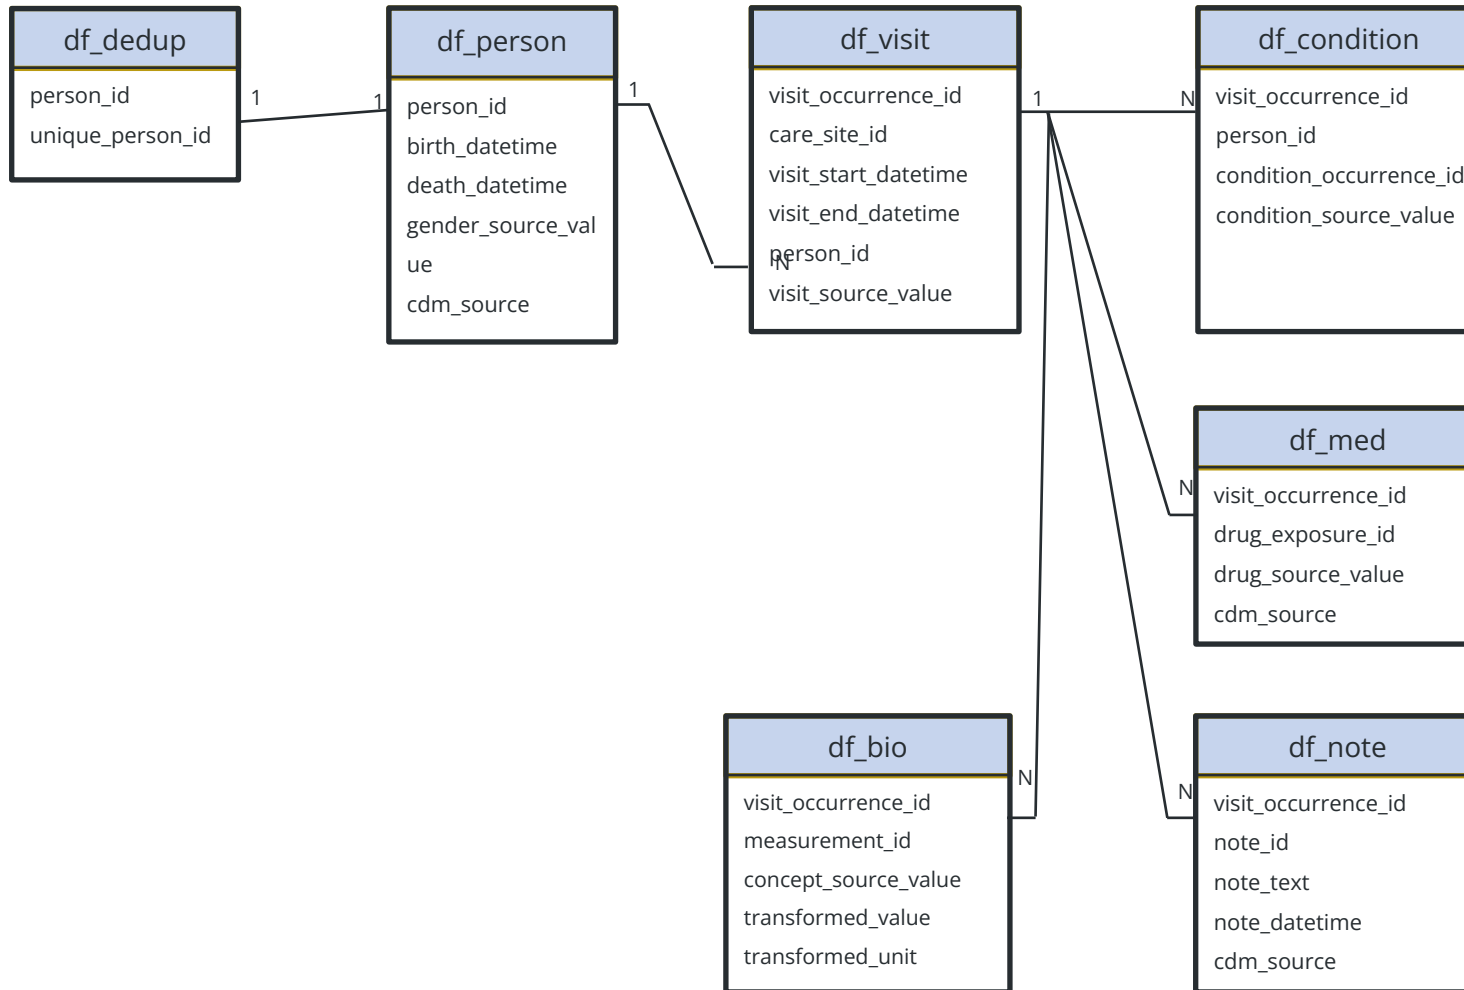 df_dedup
person_id
unique_person_id
1
1
df_person
person_id
birth_datetime
death_datetime
gender_source_val
ue
cdm_source
1
N
df_visit
visit_occurrence_id
care_site_id
visit_start_datetime
visit_end_datetime
person_id
visit_source_value
1
N
df_condition
visit_occurrence_id
person_id
condition_occurrence_id
condition_source_value
N
df_med
visit_occurrence_id
drug_exposure_id
drug_source_value
cdm_source
df_bio
visit_occurrence_id
measurement_id
concept_source_value
transformed_value
transformed_unit
N
N
df_note
visit_occurrence_id
note_id
note_text
note_datetime
cdm_source